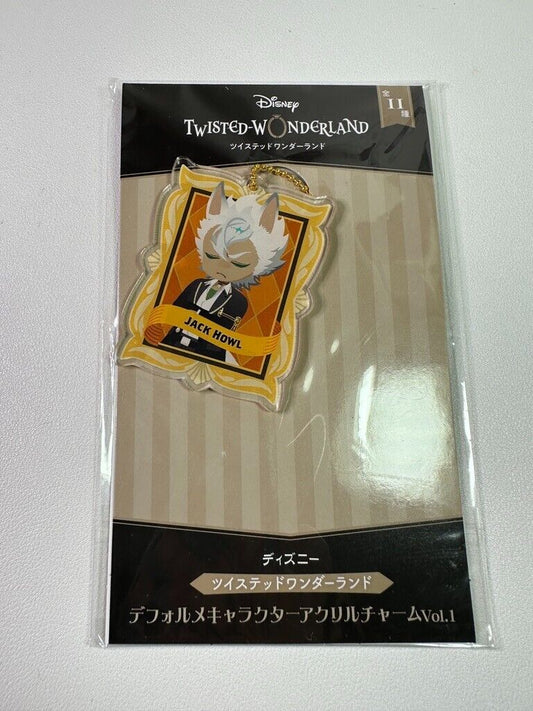 Disney
TWISTED-WONDERLAND
ツイステッドワンダーランド
全
11
種
JACK HOWL
ディズニー
ツイステッドワンダーランド
デフォルメキャラクターアクリルチャームVol.1